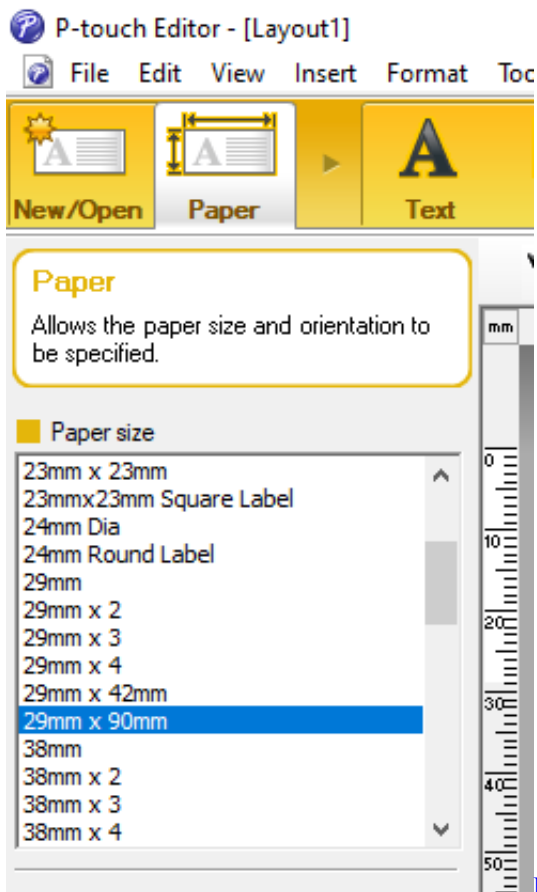 P-touch Editor - [Layout1]
File Edit View Insert Format
New/Open Paper Text
Paper
Allows the paper size and orientation to
be specified.
mm
Paper size
23mm x 23mm
23mmx23mm Square Label
24mm Dia
24mm Round Label
29mm
29mm x 2
29mm x 3
29mm x 4
29mm x 42mm
29mm x 90mm
38mm
38mm x 2
38mm x 3
38mm x 4
0
10
20
30
40
50